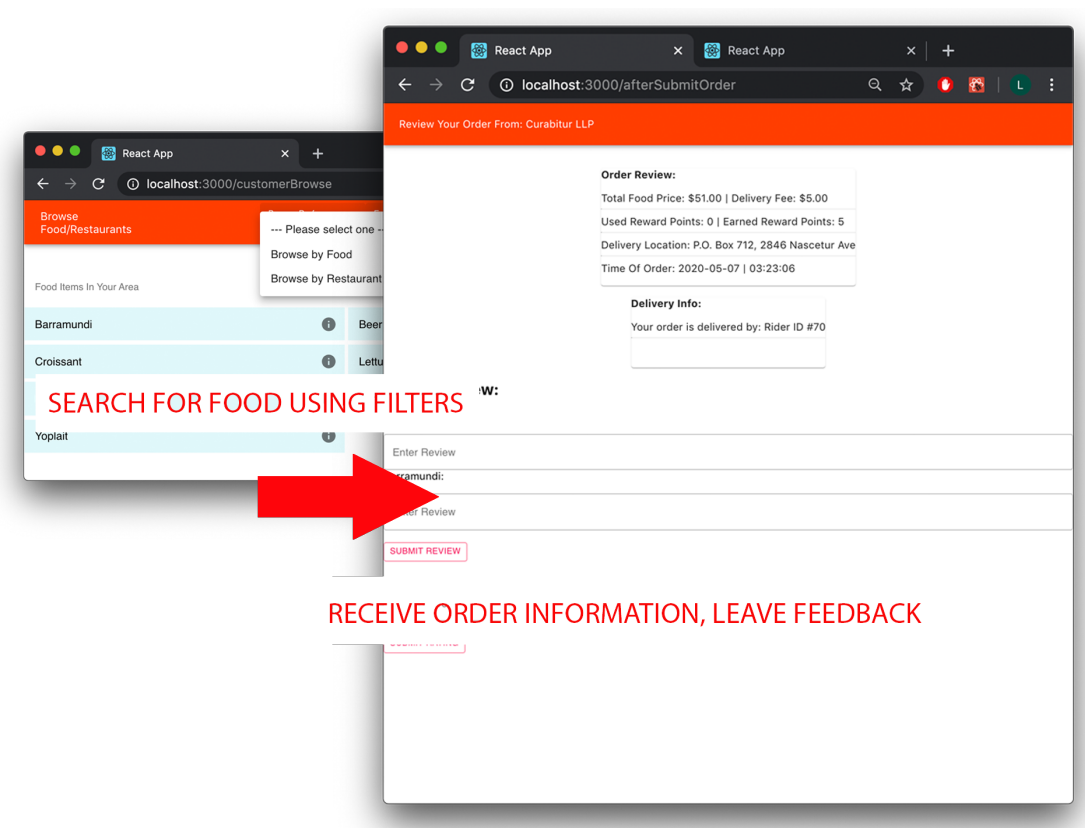 React App
localhost:3000/customerBrowse
Browse
Food/Restaurants
--- Please select one --
Browse by Food
Browse by Restaurant
Food Items In Your Area
Barramundi
Beer
Croissant
Yoplait
SEARCH FOR FOOD USING FILTERS
React App
React App
localhost:3000/afterSubmitOrder
L
Review Your Order From: Curabitur LLP
Order Review:
Total Food Price: $51.00 | Delivery Fee: $5.00
Used Reward Points: 0 | Earned Reward Points: 5
Delivery Location: P.O. Box 712, 2846 Nascetur Ave
Time Of Order: 2020-05-07 | 03:23:06
Delivery Info:
Your order is delivered by: Rider ID #70
Enter Review
rramundi:
Review
SUBMIT REVIEW
RECEIVE ORDER INFORMATION, LEAVE FEEDBACK